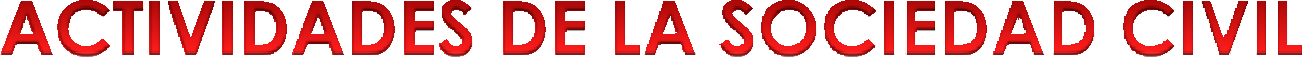 ACTIVIDADES DE LA SOCIEDAD CIVIL